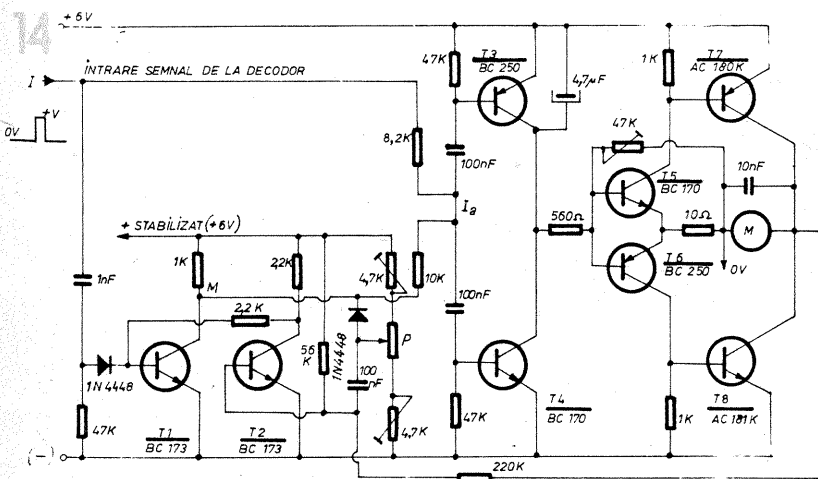 14
+ 6V
I
INTRARE SEMNAL DE LA DECODOR
0V
+V
47K
T3
BC 250
4,7µF
1K
T7
AC 180K
8,2K
100nF
Ia
47K
T5
BC 170
10nF
560Ω
10Ω
M
T6
BC 250
0V
+ STABILIZAT (+6V)
1nF
1K
M
2,2K
4,7K
10K
2,2K
56K
1N4448
P
100nF
100nF
1N4448
47K
T1
BC 173
T2
BC 173
4,7K
47K
T4
BC 170
1K
T8
AC 181K
(-)
220K